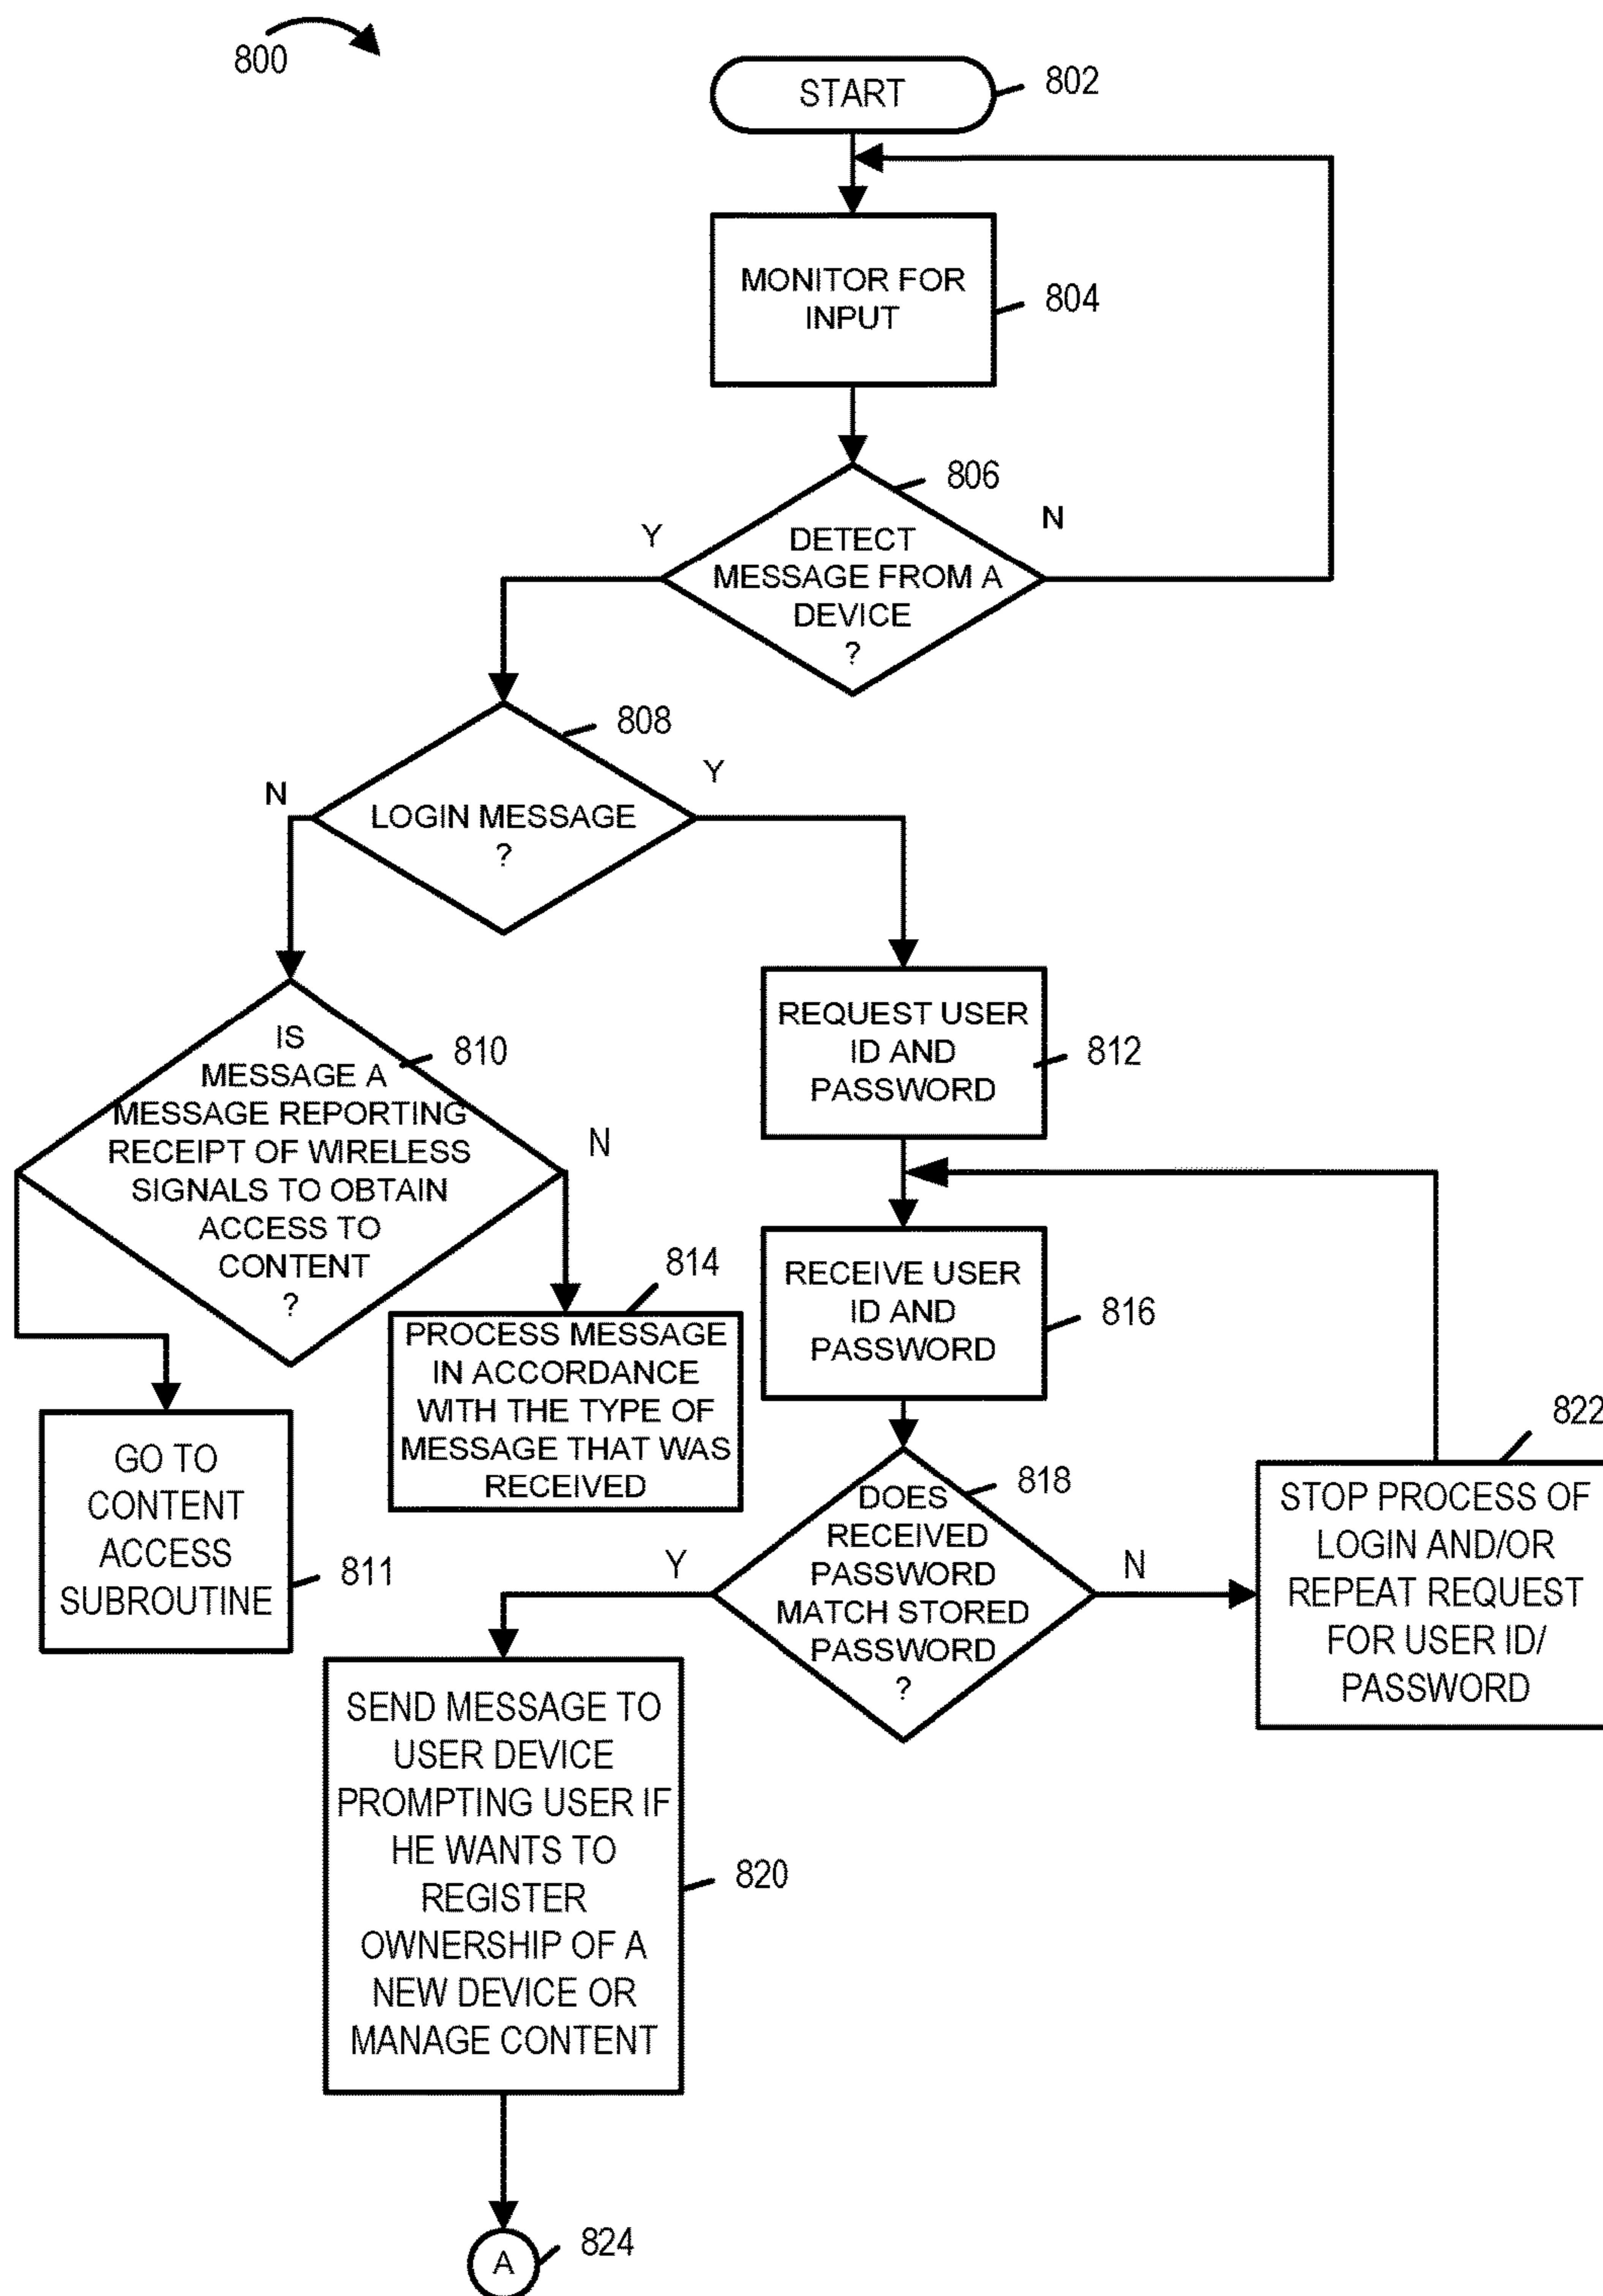 800
START
802
MONITOR FOR
INPUT
804
806
DETECT
MESSAGE FROM A
DEVICE
?
Y
N
808
LOGIN MESSAGE
?
N
Y
IS
MESSAGE A
MESSAGE REPORTING
RECEIPT OF WIRELESS
SIGNALS TO OBTAIN
ACCESS TO
CONTENT
?
810
N
REQUEST USER
ID AND
PASSWORD
812
GO TO
CONTENT
ACCESS
SUBROUTINE
811
814
PROCESS MESSAGE
IN ACCORDANCE
WITH THE TYPE OF
MESSAGE THAT WAS
RECEIVED
RECEIVE USER
ID AND
PASSWORD
816
818
DOES
RECEIVED
PASSWORD
MATCH STORED
PASSWORD
?
Y
N
822
STOP PROCESS OF
LOGIN AND/OR
REPEAT REQUEST
FOR USER ID/
PASSWORD
SEND MESSAGE TO
USER DEVICE
PROMPTING USER IF
HE WANTS TO
REGISTER
OWNERSHIP OF A
NEW DEVICE OR
MANAGE CONTENT
820
A
824